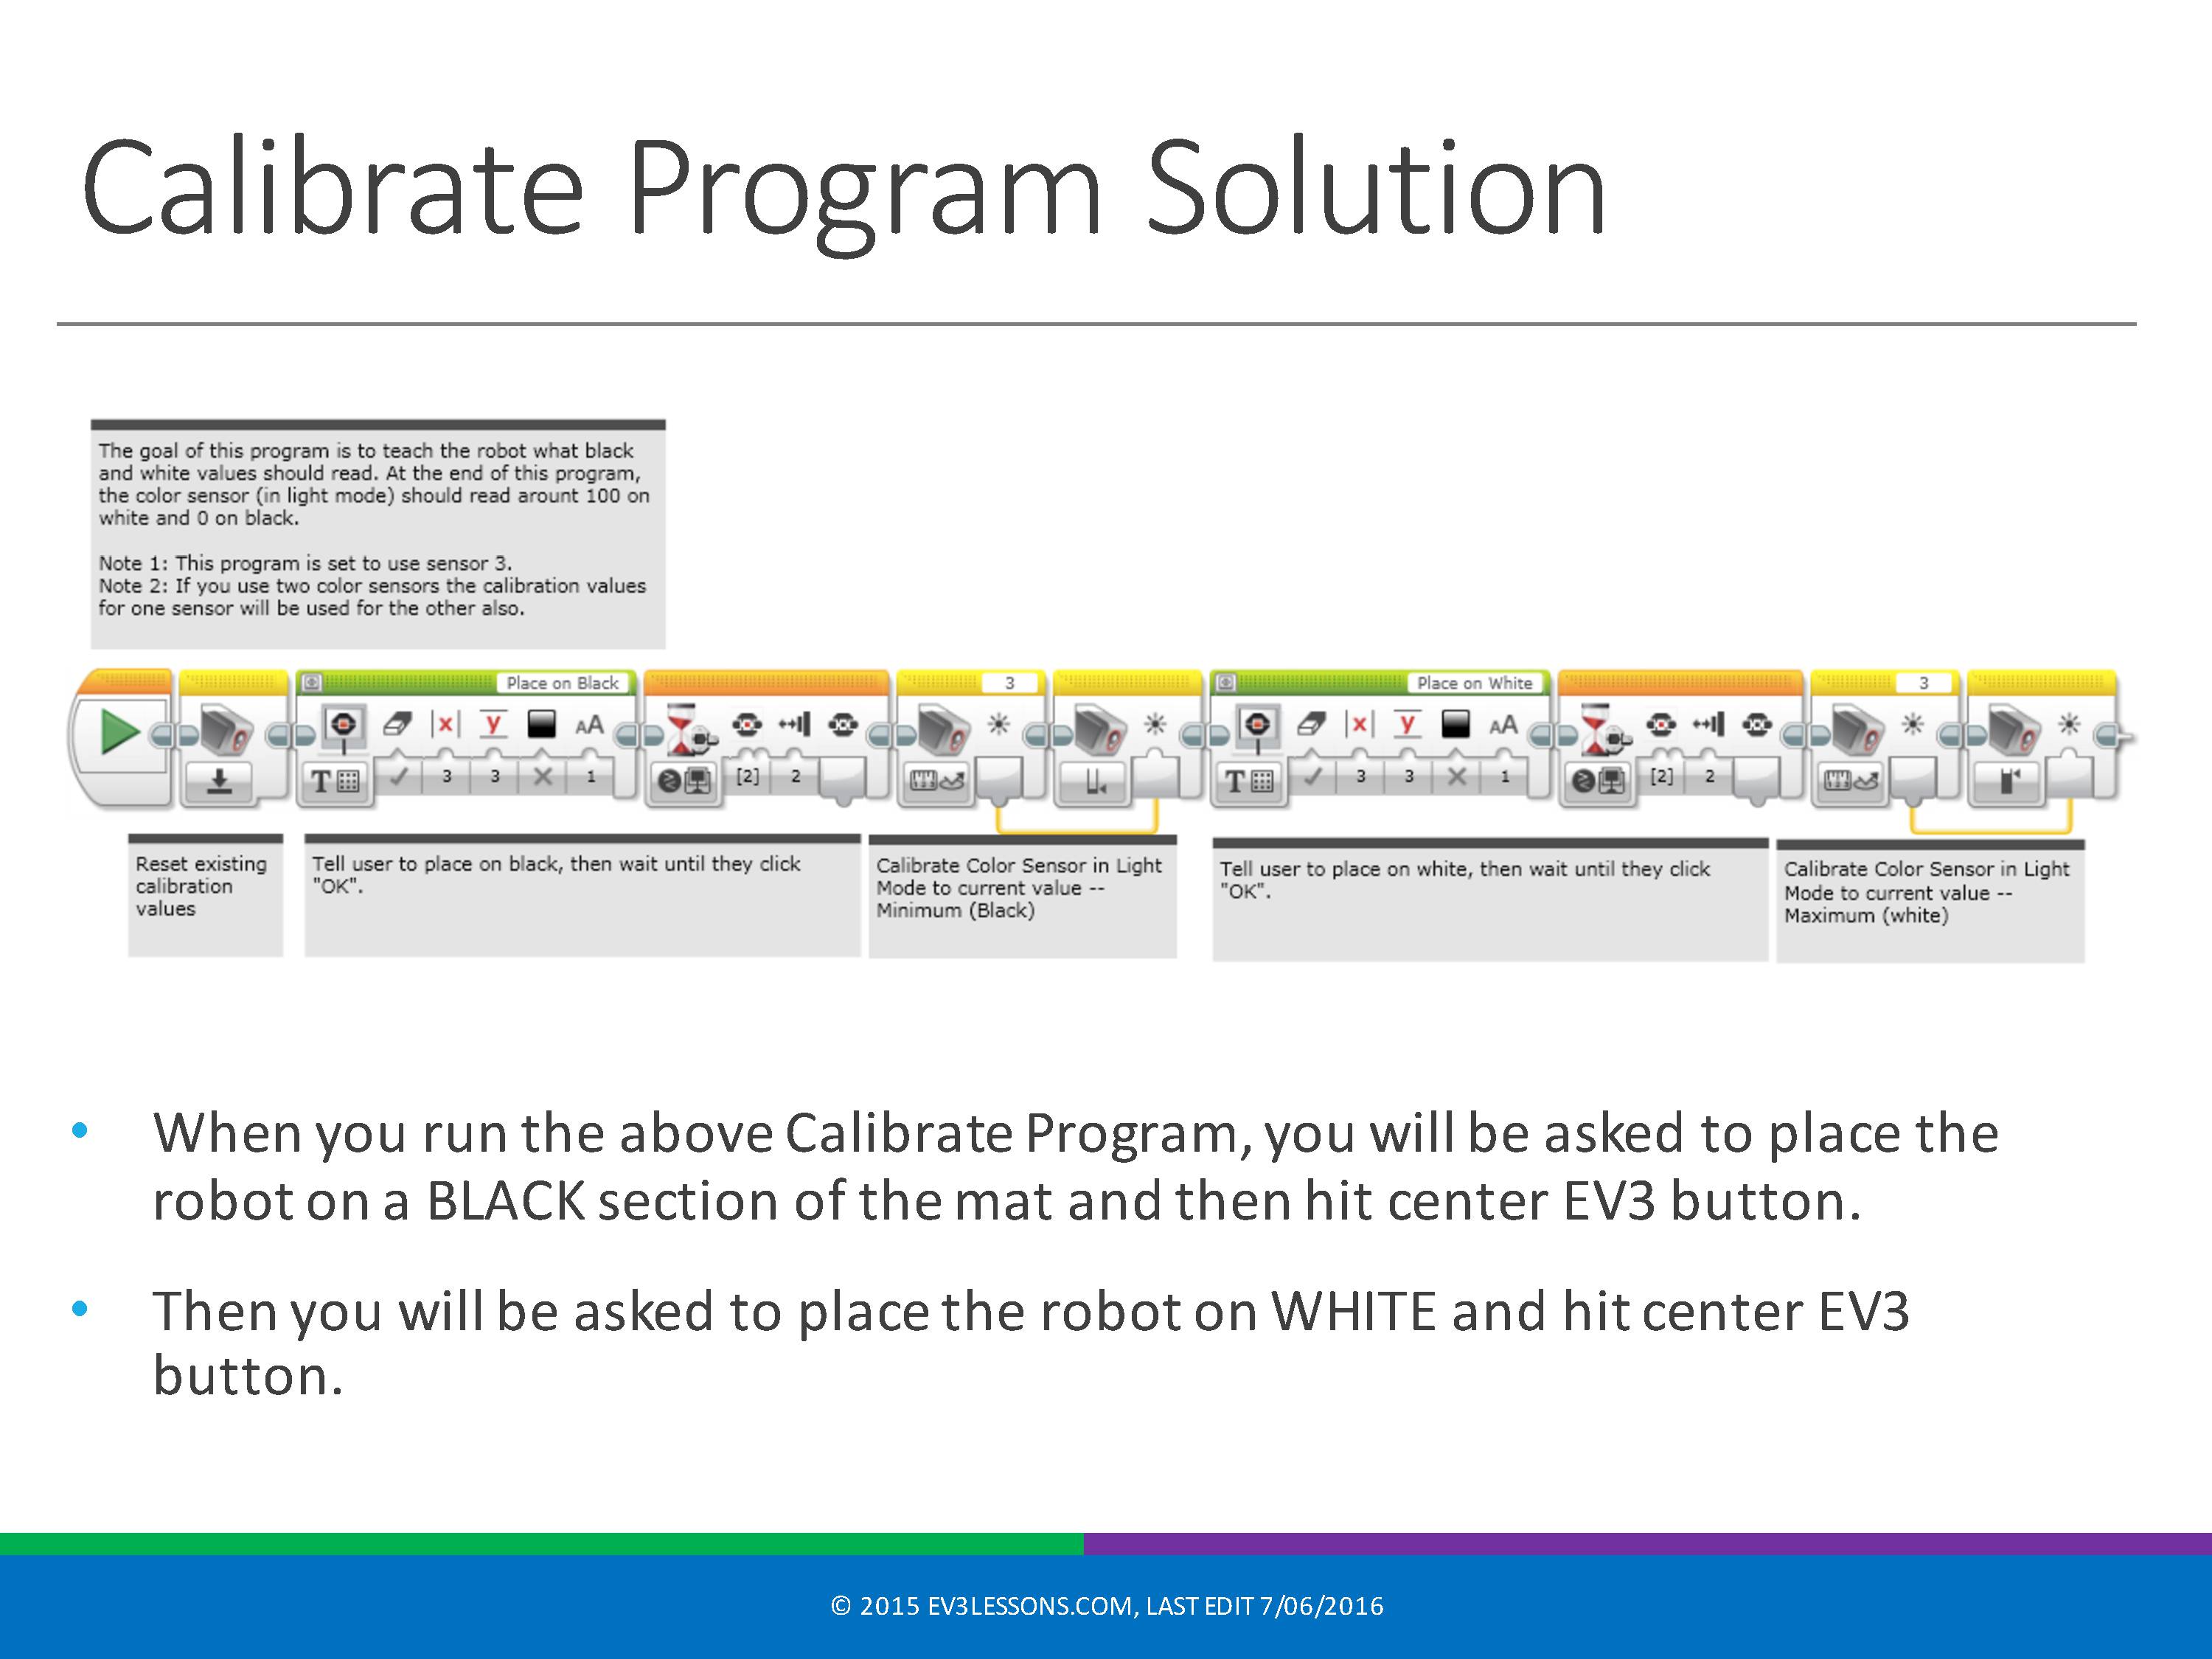 Calibrate Program Solution
The goal of this program is to teach the robot what black
and white values should read. At the end of this program,
the color sensor (in light mode) should read arount 100 on
white and 0 on black.
Note 1: This program is set to use sensor 3.
Note 2: If you use two color sensors the calibration values
for one sensor will be used for the other also.
Place on Black
3
Place on White
3
|x| y AA
|x| y AA
T 3 3 1
[2] 2
T 3 3 1
[2] 2
Reset existing
calibration
values
Tell user to place on black, then wait until they click
"OK".
Calibrate Color Sensor in Light
Mode to current value --
Minimum (Black)
Tell user to place on white, then wait until they click
"OK".
Calibrate Color Sensor in Light
Mode to current value --
Maximum (white)
• When you run the above Calibrate Program, you will be asked to place the
robot on a BLACK section of the mat and then hit center EV3 button.
• Then you will be asked to place the robot on WHITE and hit center EV3
button.
© 2015 EV3LESSONS.COM, LAST EDIT 7/06/2016